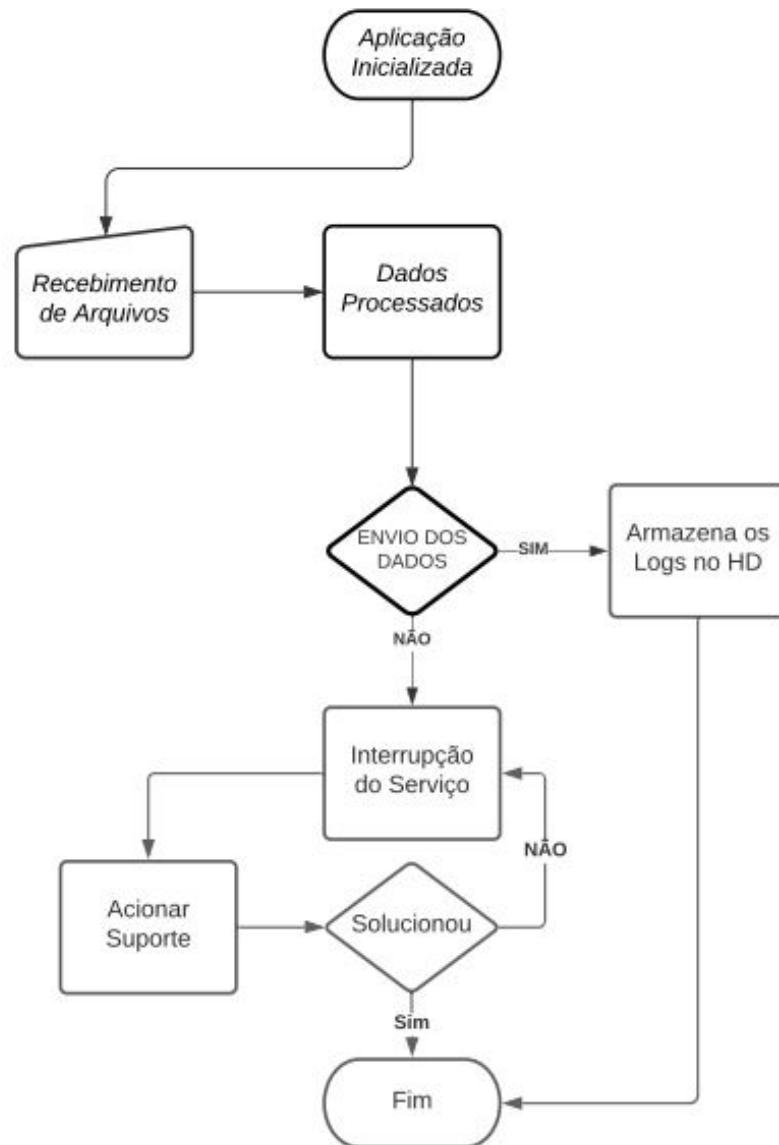 Aplicação
Inicializada
Recebimento
de Arquivos
Dados
Processados
ENVIO DOS
DADOS
SIM
Armazena os
Logs no HD
NÃO
Interrupção
do Serviço
NÃO
Acionar
Suporte
Solucionou
Sim
Fim